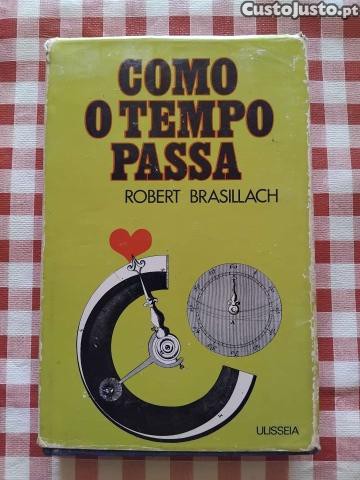 CustoJusto.pt
COMO
O TEMPO
PASSA
ROBERT BRASILLACH
ULISSEIA